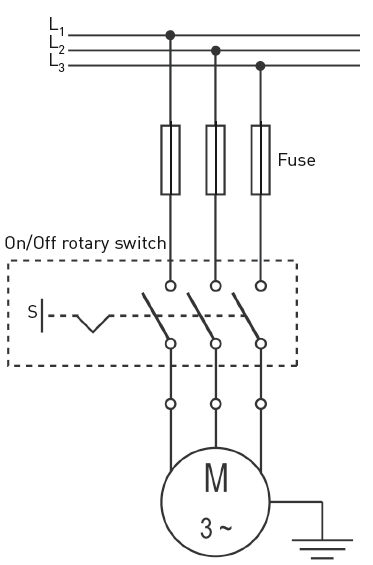 L1
L2
L3
Fuse
On/Off rotary switch
S
M
3 ~